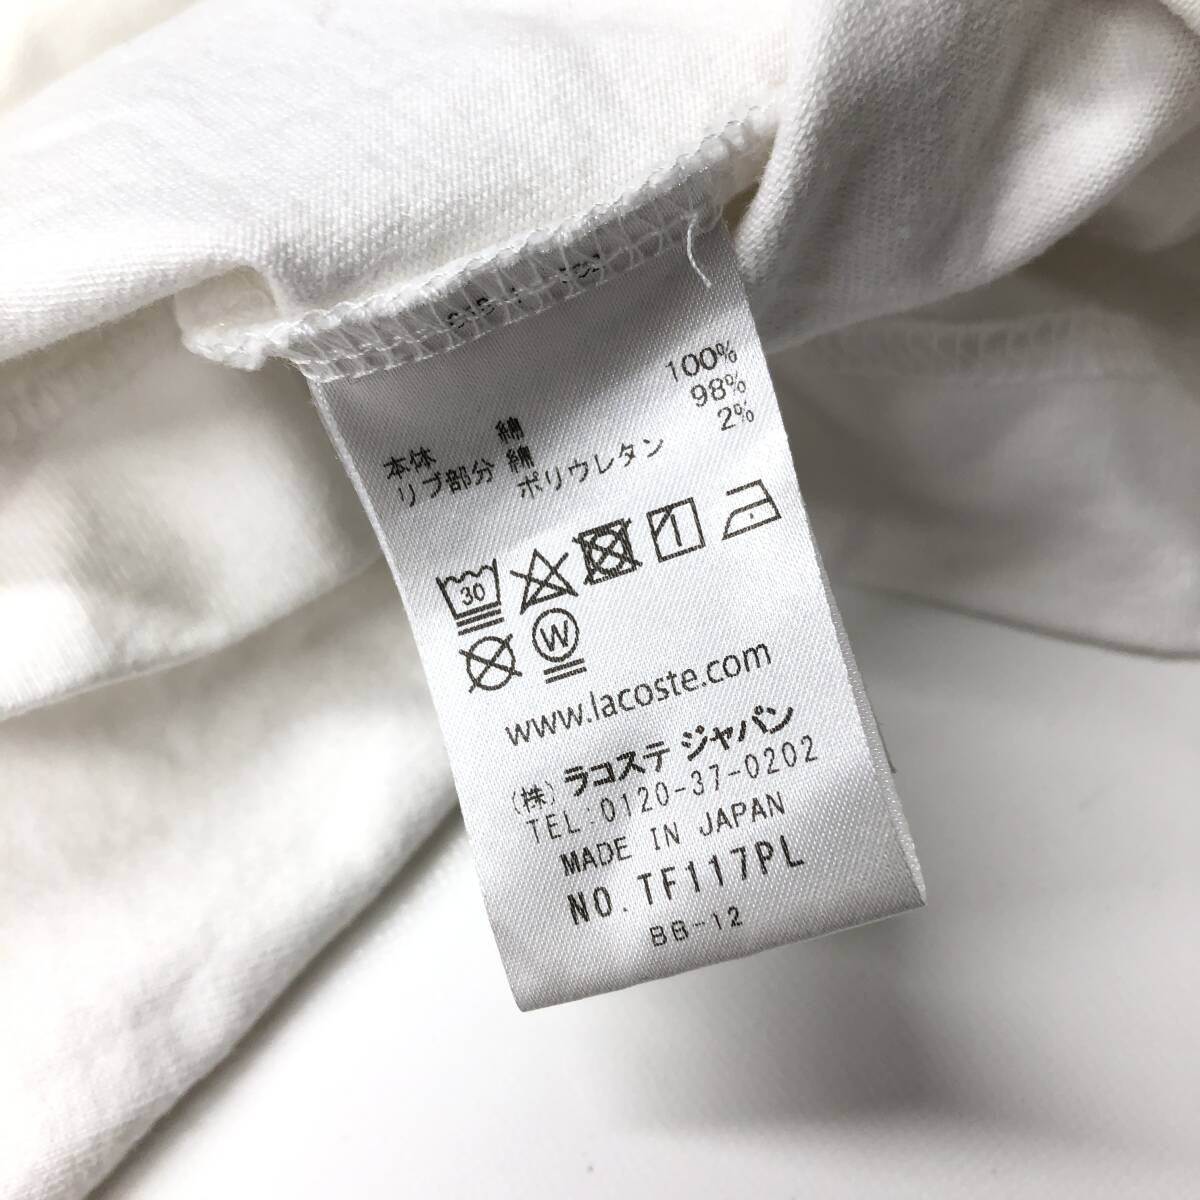 本体 綿 100%
リブ部分 綿 98%
ポリウレタン 2%
30
W
www.lacoste.com
(株) ラコステ ジャパン
TEL:0120-37-0202
MADE IN JAPAN
NO. TF117PL
BB-12